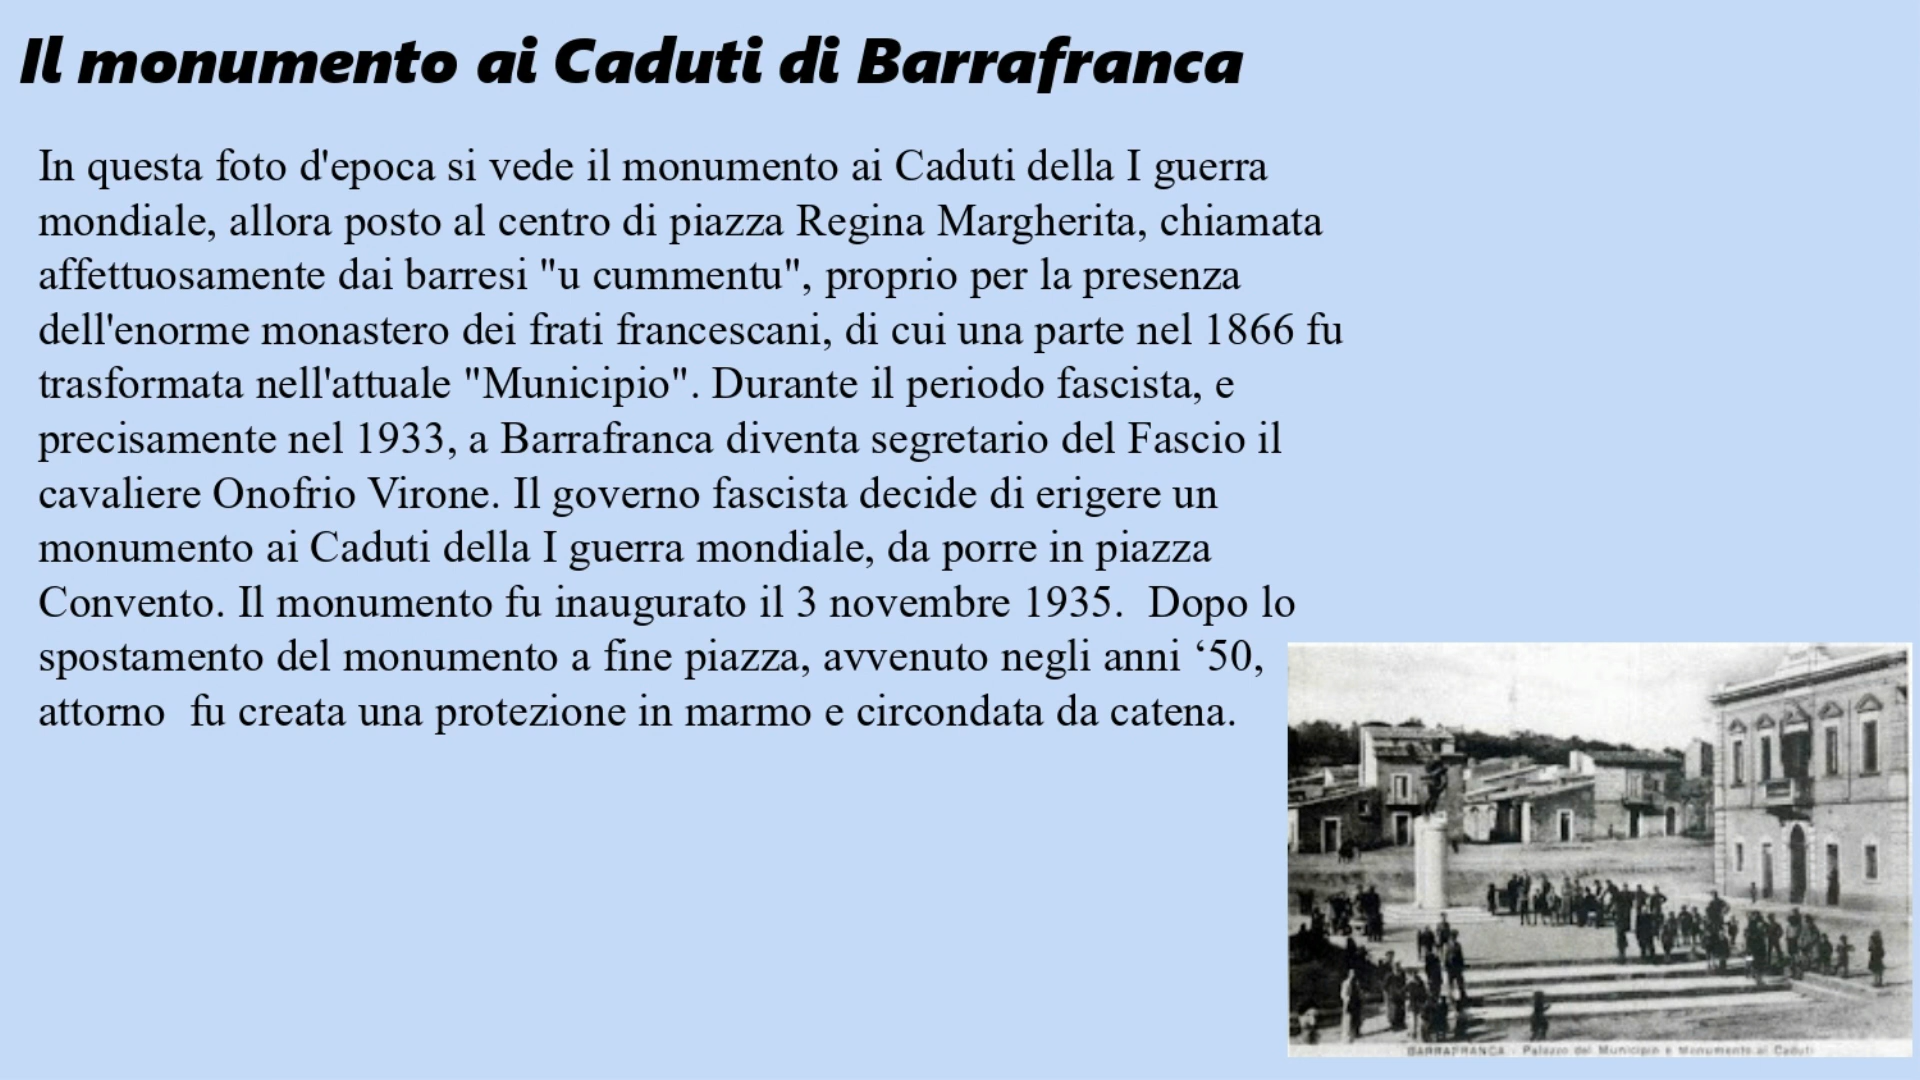 Il monumento ai Caduti di Barrafranca
In questa foto d'epoca si vede il monumento ai Caduti della I guerra
mondiale, allora posto al centro di piazza Regina Margherita, chiamata
affettuosamente dai barresi "u cummentu", proprio per la presenza
dell'enorme monastero dei frati francescani, di cui una parte nel 1866 fu
trasformata nell'attuale "Municipio". Durante il periodo fascista, e
precisamente nel 1933, a Barrafranca diventa segretario del Fascio il
cavaliere Onofrio Virone. Il governo fascista decide di erigere un
monumento ai Caduti della I guerra mondiale, da porre in piazza
Convento. Il monumento fu inaugurato il 3 novembre 1935.  Dopo lo
spostamento del monumento a fine piazza, avvenuto negli anni ‘50,
attorno  fu creata una protezione in marmo e circondata da catena.
BARRAFRANCA - Palazzo del Municipio e Monumento ai Caduti